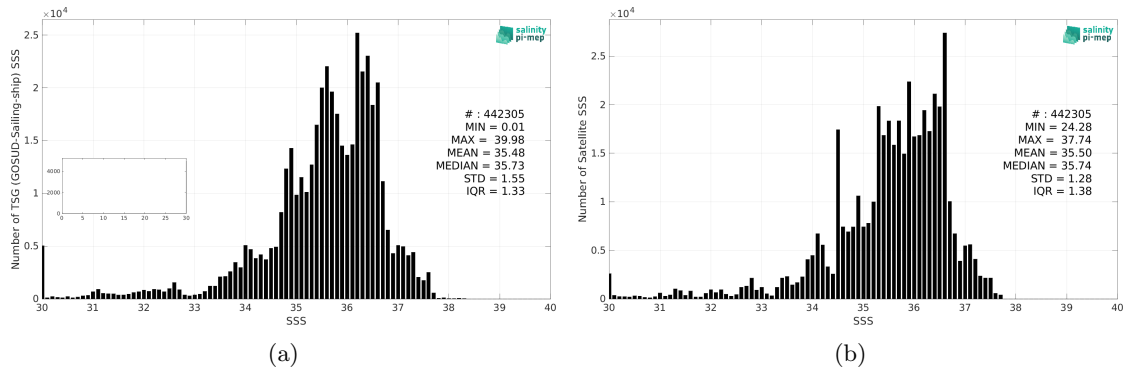 ×10⁴
2.5
2
1.5
1
0.5
0
Number of TSG (GOSUD-Sailing-ship) SSS
salinity
pi-mep
# : 442305
MIN = 0.01
MAX = 39.98
MEAN = 35.48
MEDIAN = 35.73
STD = 1.55
IQR = 1.33
4000
2000
0
0 5 10 15 20 25 30
30 31 32 33 34 35 36 37 38 39 40
SSS
(a)
×10⁴
2.5
2
1.5
1
0.5
0
Number of Satellite SSS
salinity
pi-mep
# : 442305
MIN = 24.28
MAX = 37.74
MEAN = 35.50
MEDIAN = 35.74
STD = 1.28
IQR = 1.38
30 31 32 33 34 35 36 37 38 39 40
SSS
(b)